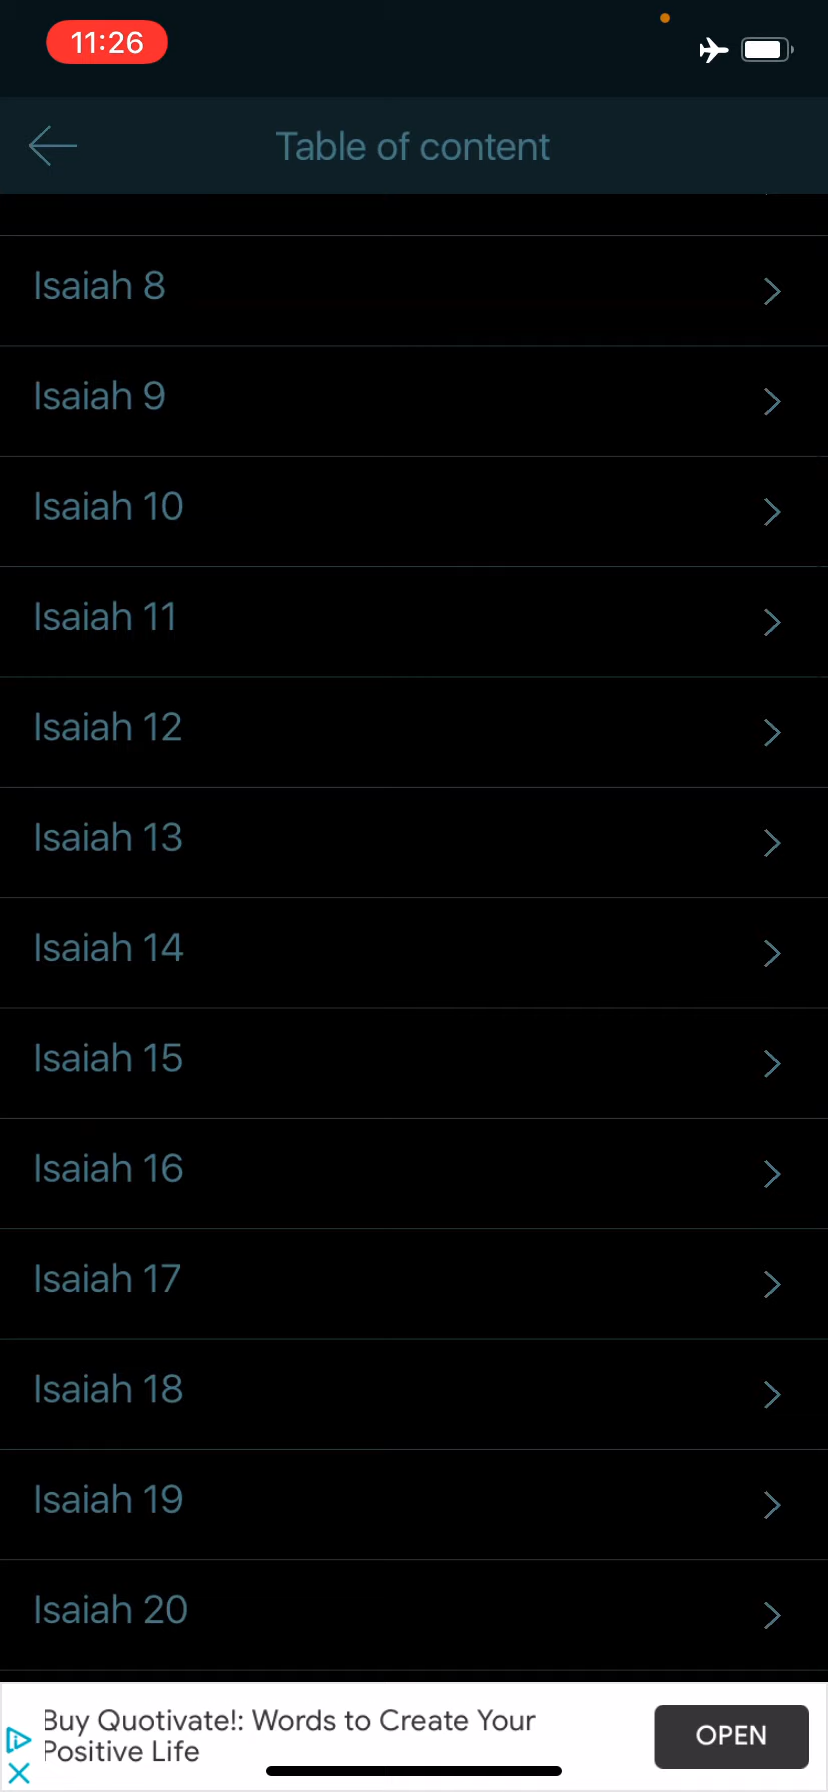 11:26
Table of content
Isaiah 8
Isaiah 9
Isaiah 10
Isaiah 11
Isaiah 12
Isaiah 13
Isaiah 14
Isaiah 15
Isaiah 16
Isaiah 17
Isaiah 18
Isaiah 19
Isaiah 20
Buy Quotivate!: Words to Create Your
Positive Life
OPEN